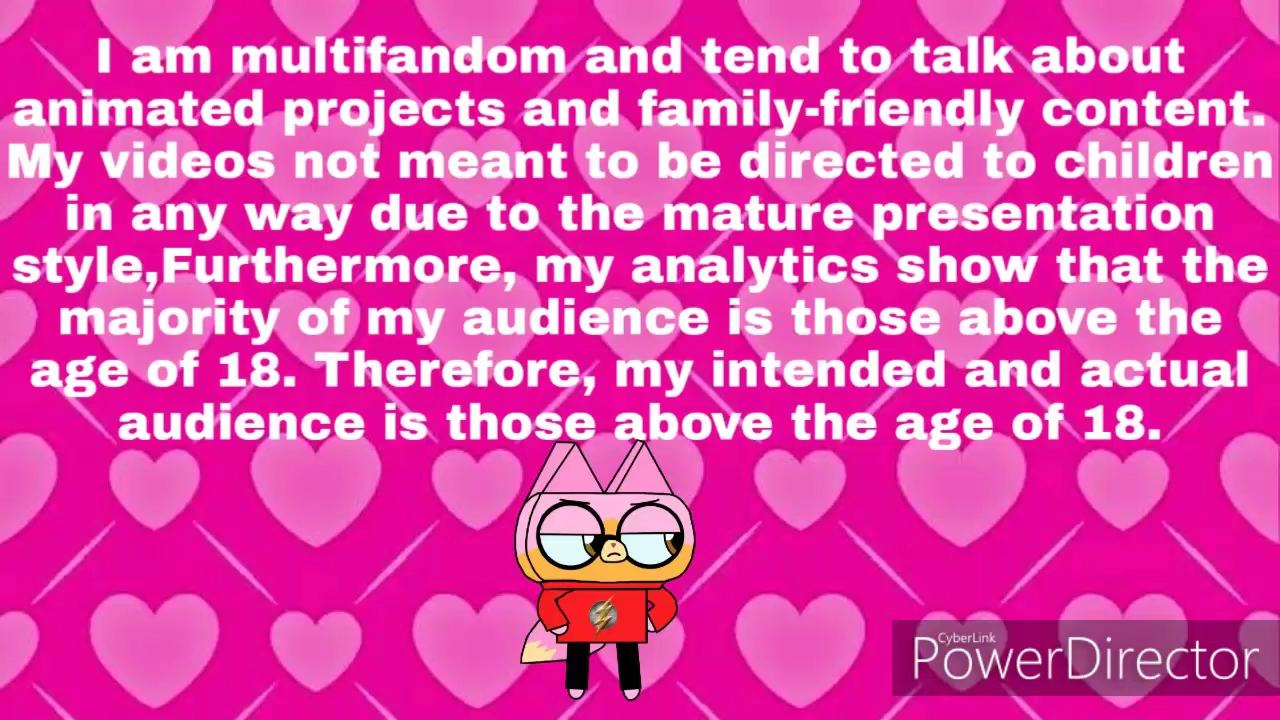 I am multifandom and tend to talk about
animated projects and family-friendly content.
My videos not meant to be directed to children
in any way due to the mature presentation
style,Furthermore, my analytics show that the
majority of my audience is those above the
age of 18. Therefore, my intended and actual
audience is those above the age of 18.
CyberLink
PowerDirector